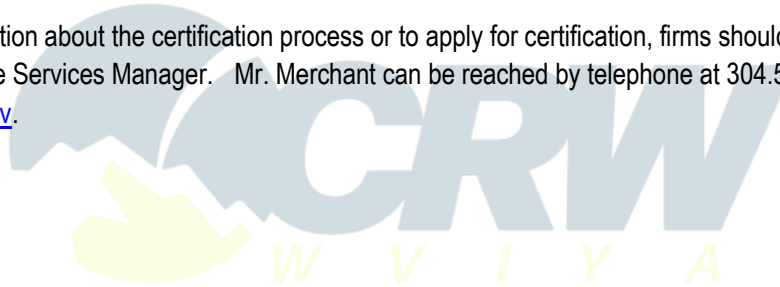 tion about the certification process or to apply for certification, firms should
e Services Manager. Mr. Merchant can be reached by telephone at 304.5
v.
CRW
W V I Y A